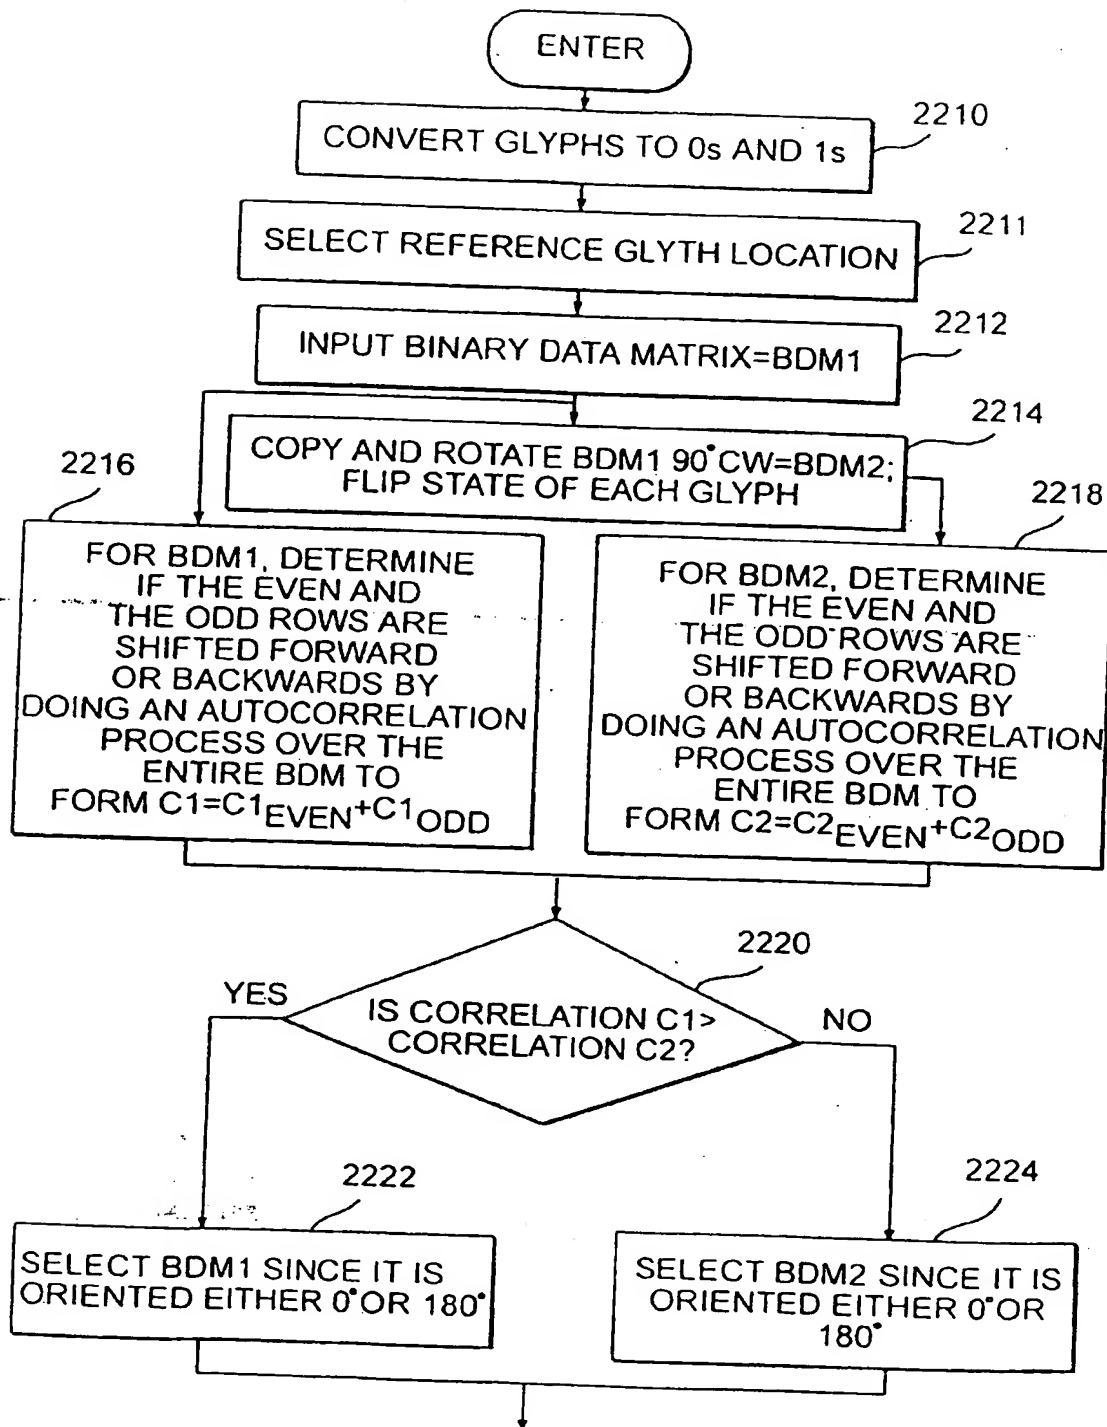 ENTER
2210
CONVERT GLYPHS TO 0s AND 1s
2211
SELECT REFERENCE GLYTH LOCATION
2212
INPUT BINARY DATA MATRIX=BDM1
2214
COPY AND ROTATE BDM1 90°CW=BDM2;
FLIP STATE OF EACH GLYPH
2216
FOR BDM1, DETERMINE
IF THE EVEN AND
THE ODD ROWS ARE
SHIFTED FORWARD
OR BACKWARDS BY
DOING AN AUTOCORRELATION
PROCESS OVER THE
ENTIRE BDM TO
FORM C1=C1EVEN+C1ODD
2218
FOR BDM2, DETERMINE
IF THE EVEN AND
THE ODD ROWS ARE
SHIFTED FORWARD
OR BACKWARDS BY
DOING AN AUTOCORRELATION
PROCESS OVER THE
ENTIRE BDM TO
FORM C2=C2EVEN+C2ODD
2220
IS CORRELATION C1>
CORRELATION C2?
YES
NO
2222
SELECT BDM1 SINCE IT IS
ORIENTED EITHER 0° OR 180°
2224
SELECT BDM2 SINCE IT IS
ORIENTED EITHER 0° OR
180°